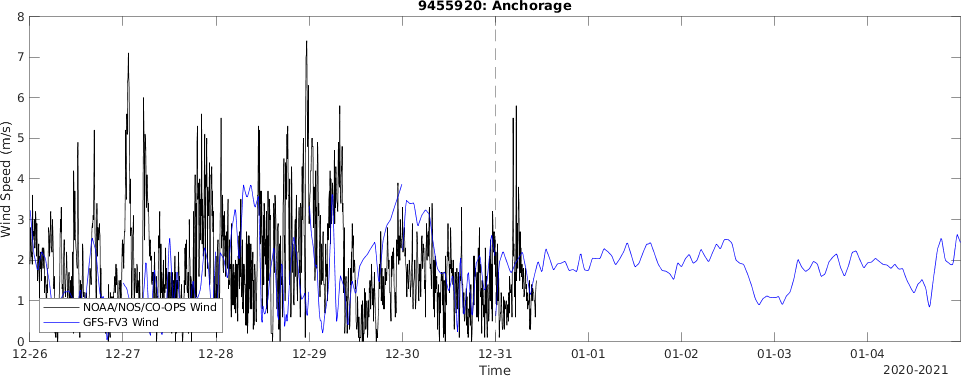 9455920: Anchorage
8
7
6
5
4
3
2
1
0
Wind Speed (m/s)
NOAA/NOS/CO-OPS Wind
GFS-FV3 Wind
12-26 12-27 12-28 12-29 12-30 12-31 01-01 01-02 01-03 01-04
Time
2020-2021